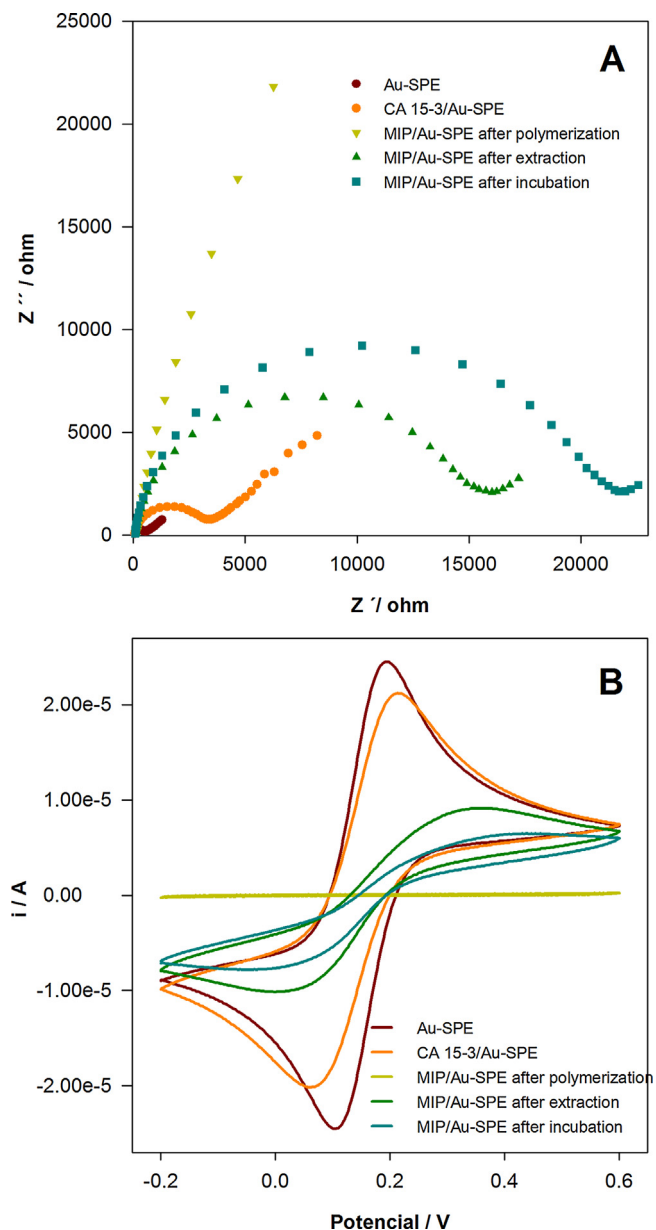 A
Au-SPE
CA 15-3/Au-SPE
MIP/Au-SPE after polymerization
MIP/Au-SPE after extraction
MIP/Au-SPE after incubation
25000
20000
15000
10000
5000
0
Z ´´ / ohm
0 5000 10000 15000 20000
Z ´/ ohm
B
2.00e-5
1.00e-5
0.00
-1.00e-5
-2.00e-5
i / A
Au-SPE
CA 15-3/Au-SPE
MIP/Au-SPE after polymerization
MIP/Au-SPE after extraction
MIP/Au-SPE after incubation
-0.2 0.0 0.2 0.4 0.6
Potencial / V